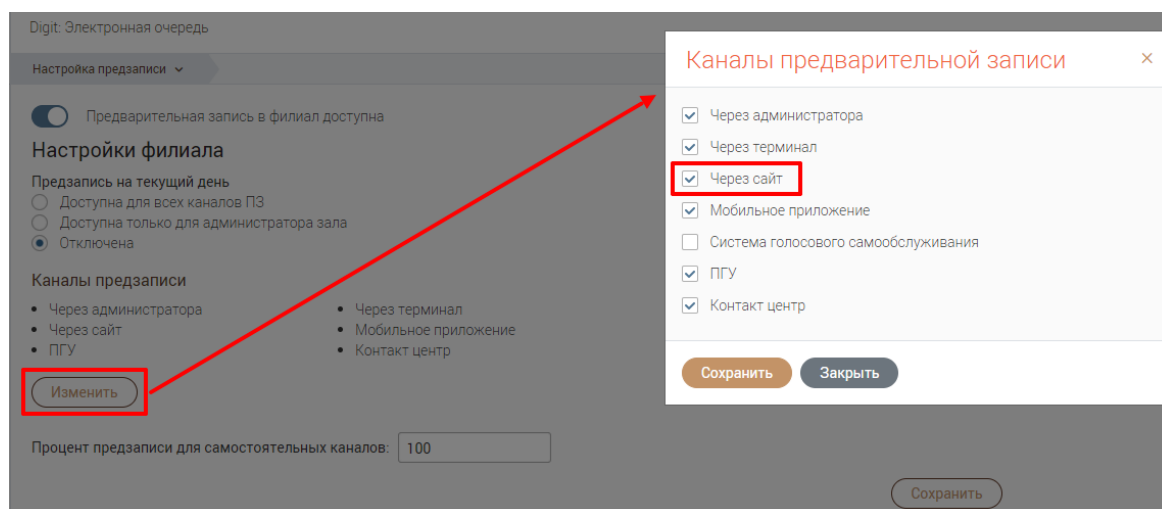 Digit: Электронная очередь
Настройка предзаписи
Предварительная запись в филиал доступна
Настройки филиала
Предзапись на текущий день
Доступна для всех каналов ПЗ
Доступна только для администратора зала
Отключена
Каналы предзаписи
Через администратора
Через терминал
Через сайт
Мобильное приложение
ПГУ
Контакт центр
Изменить
Процент предзаписи для самостоятельных каналов: 100
Сохранить
Каналы предварительной записи ×
Через администратора
Через терминал
Через сайт
Мобильное приложение
Система голосового самообслуживания
ПГУ
Контакт центр
Сохранить Закрыть